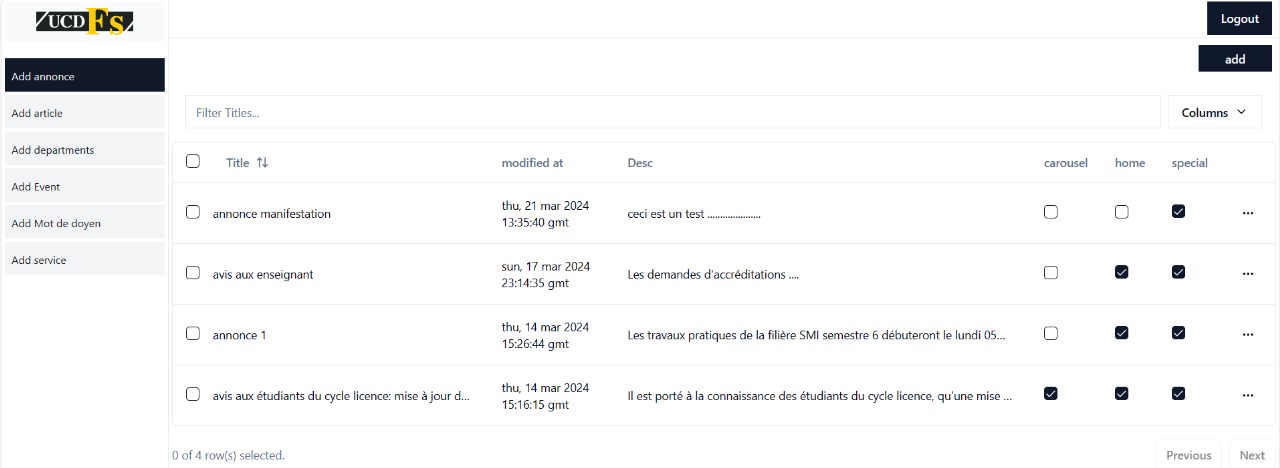 UCD FS
Logout
add
Add annonce
Add article
Add departments
Add Event
Add Mot de doyen
Add service
Filter Titles...
Columns
Title modified at Desc carousel home special
annonce manifestation thu, 21 mar 2024 ceci est un test .....................
13:35:40 gmt
avis aux enseignant sun, 17 mar 2024 Les demandes d'accréditations ....
23:14:35 gmt
annonce 1 thu, 14 mar 2024 Les travaux pratiques de la filière SMI semestre 6 débuteront le lundi 05...
15:26:44 gmt
avis aux étudiants du cycle licence: mise à jour d... thu, 14 mar 2024 Il est porté à la connaissance des étudiants du cycle licence, qu'une mise ...
15:16:15 gmt
0 of 4 row(s) selected.
Previous Next